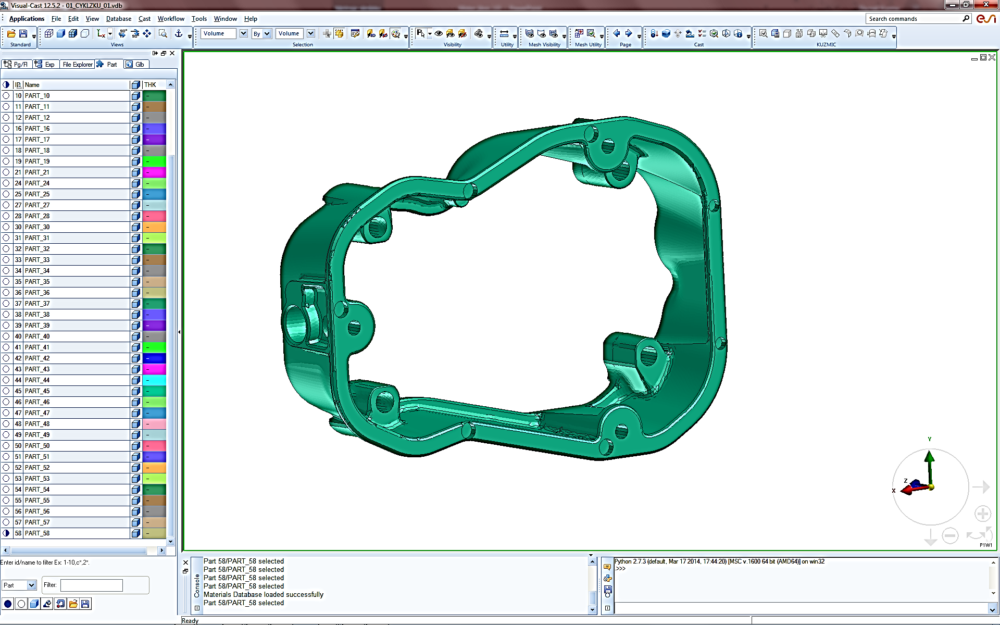 Visual-Cast 12.5.2 - 01_CYKLZKU_01.vdb
Applications File Edit View Database Cast Workflow Tools Window Help
Search commands
esi
Volume By Volume
Standard Views Selection Visibility Utility Mesh Visibility Mesh Utility Page Cast KUZMIC
Pg/Fl Exp File Explorer Part Glb
ID Name THK
10 PART_10 -
11 PART_11 -
12 PART_12 -
16 PART_16 -
17 PART_17 -
18 PART_18 -
19 PART_19 -
21 PART_21 -
24 PART_24 -
25 PART_25 -
27 PART_27 -
28 PART_28 -
30 PART_30 -
31 PART_31 -
32 PART_32 -
33 PART_33 -
34 PART_34 -
35 PART_35 -
36 PART_36 -
37 PART_37 -
38 PART_38 -
39 PART_39 -
40 PART_40 -
41 PART_41 -
42 PART_42 -
43 PART_43 -
44 PART_44 -
45 PART_45 -
46 PART_46 -
47 PART_47 -
48 PART_48 -
49 PART_49 -
50 PART_50 -
51 PART_51 -
52 PART_52 -
53 PART_53 -
54 PART_54 -
55 PART_55 -
56 PART_56 -
57 PART_57 -
58 PART_58 -
Enter id/name to filter Ex: 1-10,c*,2*.
Part Filter:
Y
Z
X
P1W1
Console
Part 58/PART_58 selected
Part 58/PART_58 selected
Part 58/PART_58 selected
Part 58/PART_58 selected
Materials Database loaded successfully
Part 58/PART_58 selected
Python 2.7.3 (default, Mar 17 2014, 17:44:20) [MSC v.1600 64 bit (AMD64)] on win32
>>>
Ready